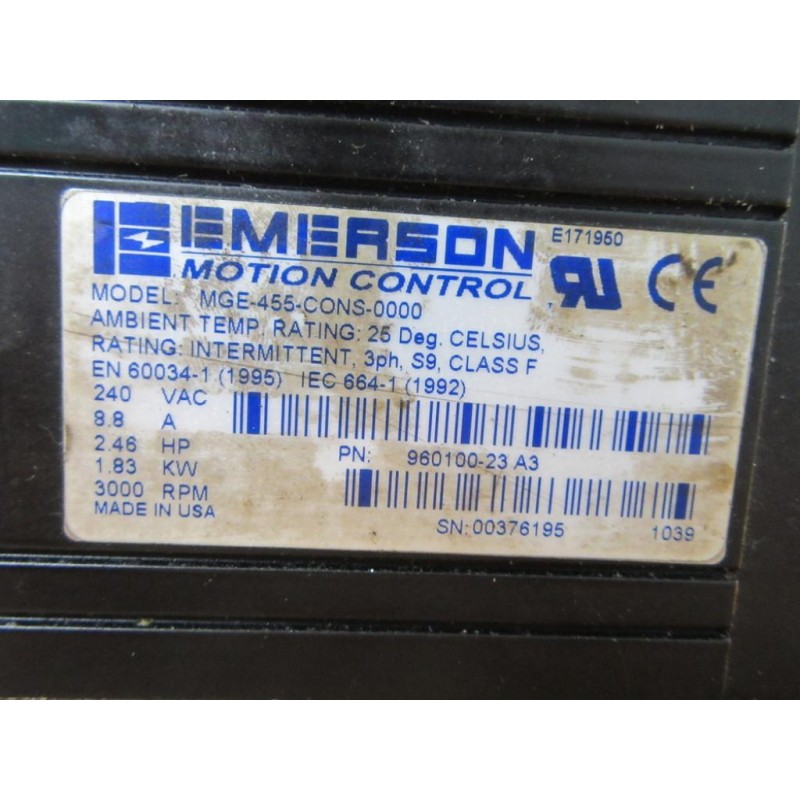 EMERSON
E171950
MOTION CONTROL
MODEL: MGE-455-CONS-0000
AMBIENT TEMP. RATING: 25 Deg. CELSIUS,
RATING: INTERMITTENT, 3ph, S9, CLASS F
EN 60034-1 (1995) IEC 664-1 (1992)
240 VAC
8.8 A
2.46 HP
PN: 960100-23 A3
1.83 KW
3000 RPM
MADE IN USA
SN: 00376195 1039